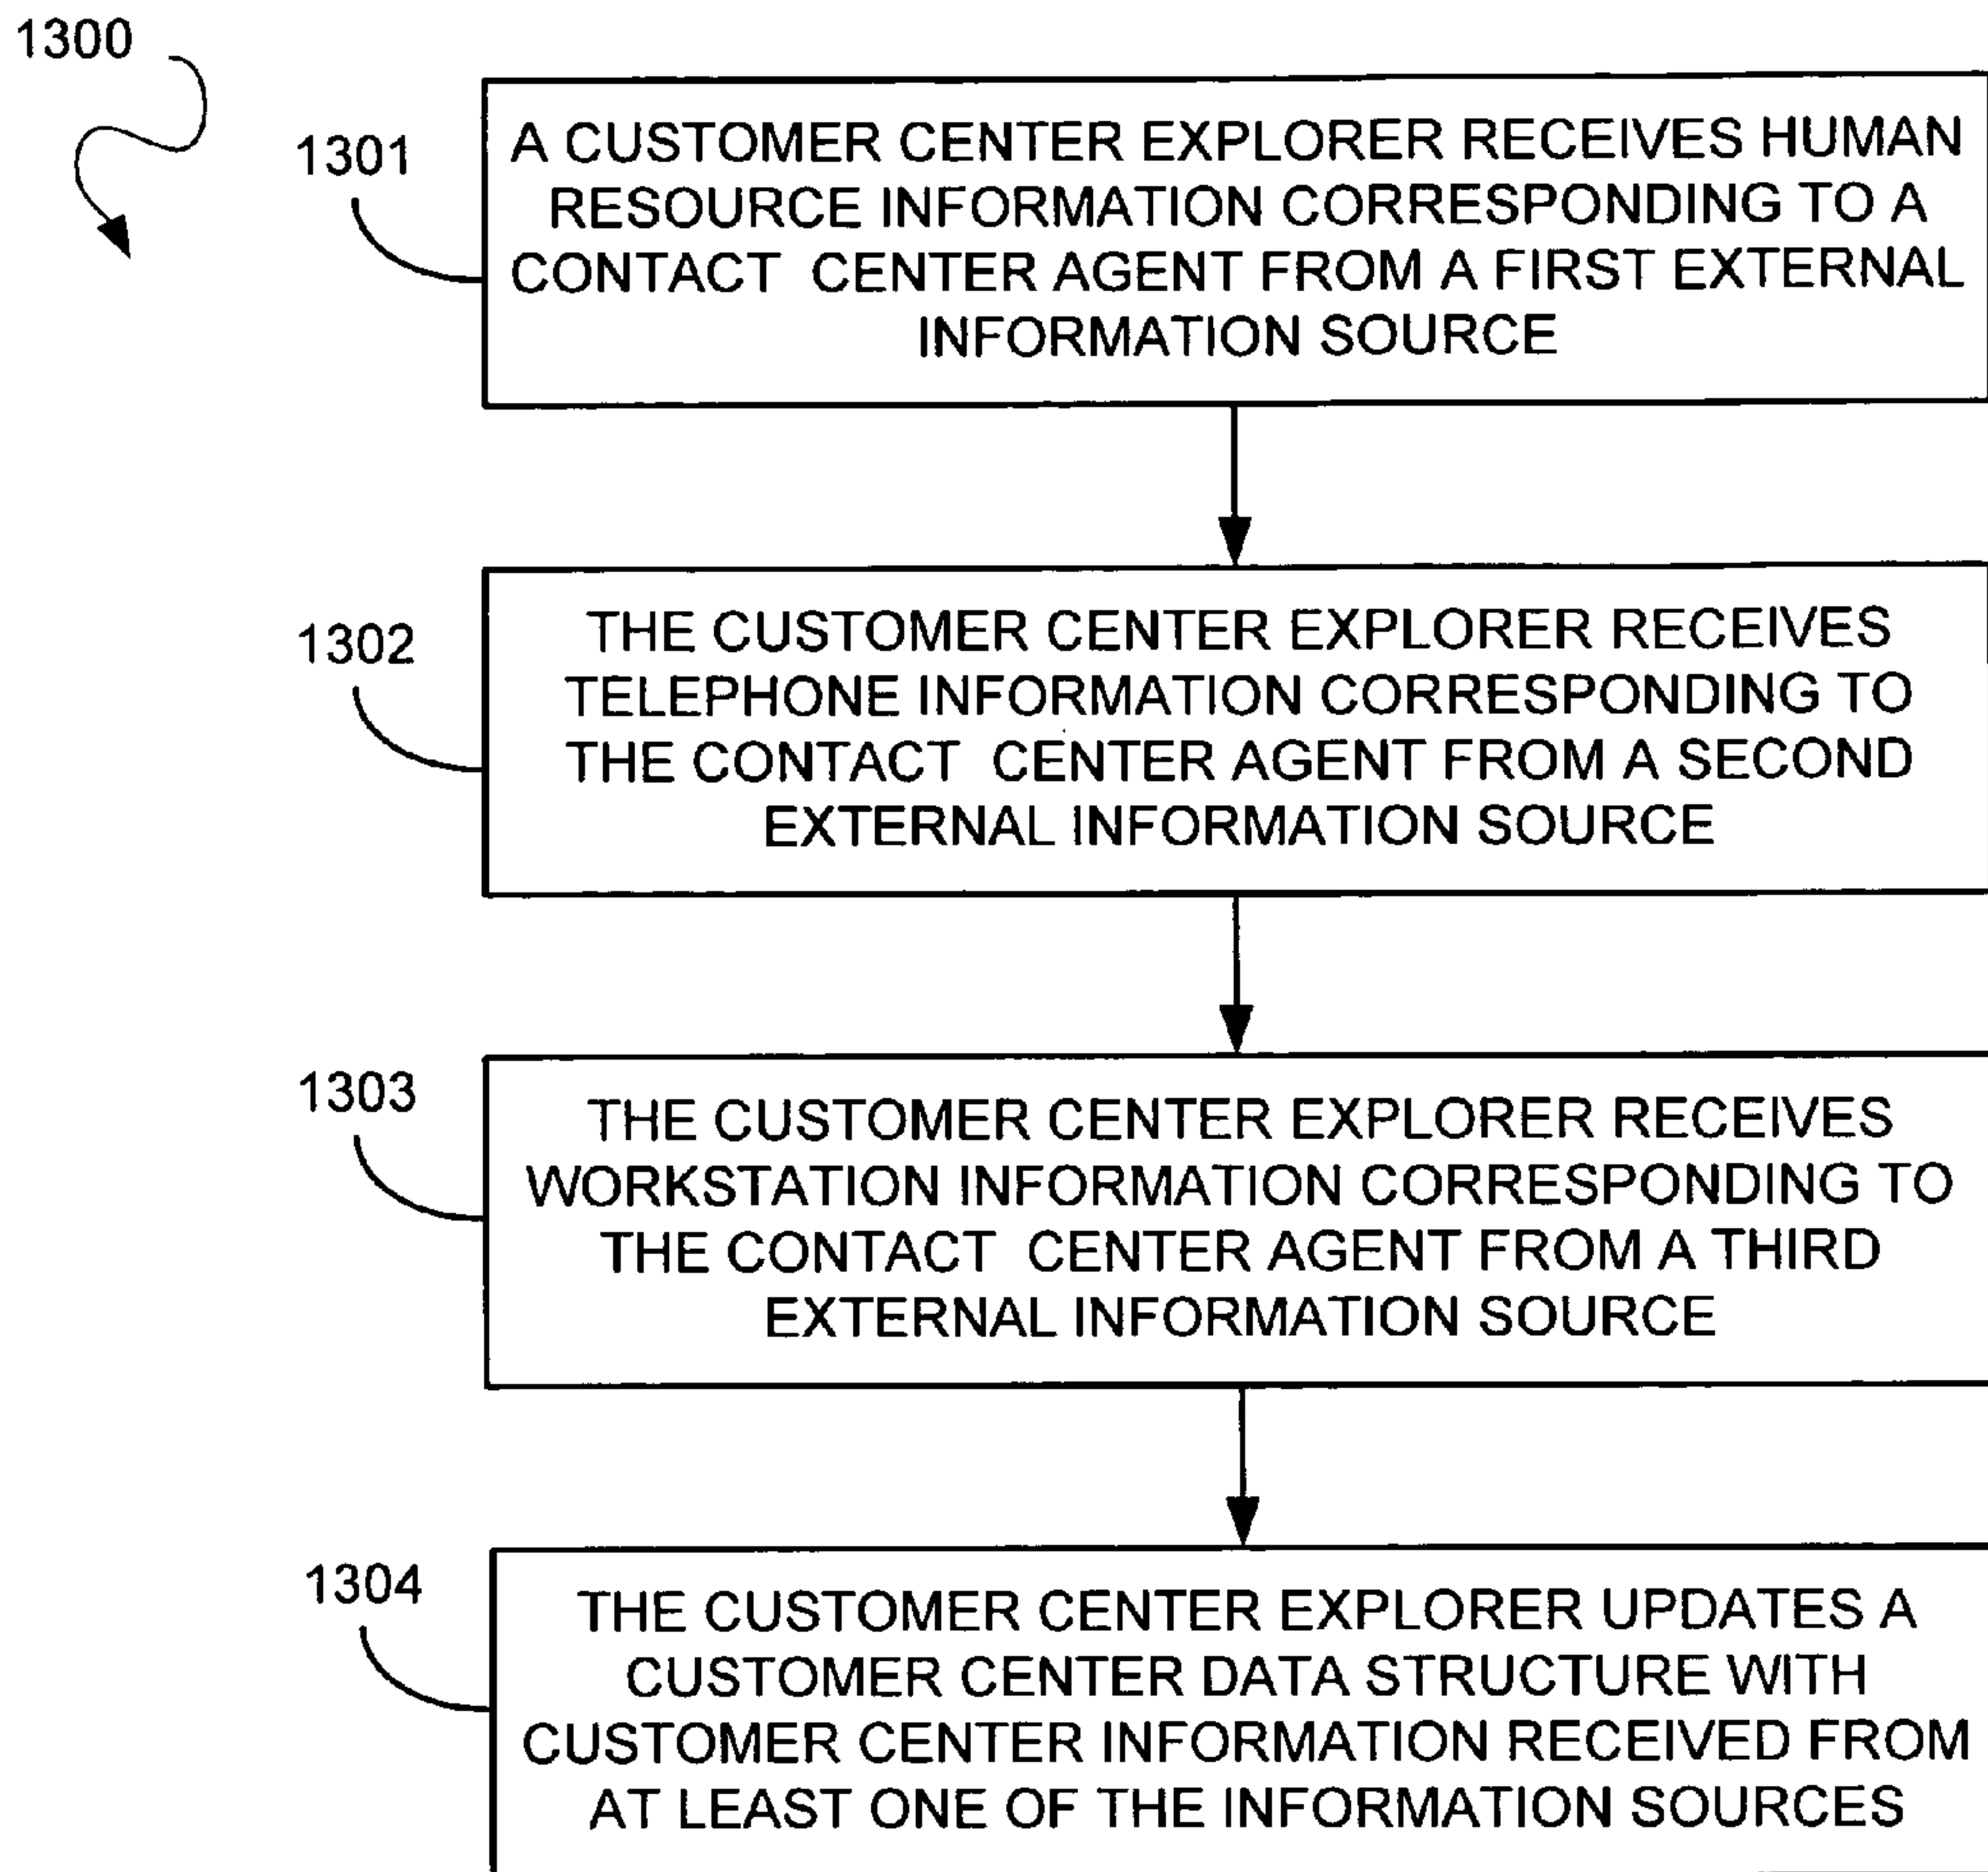 1300
1301
A CUSTOMER CENTER EXPLORER RECEIVES HUMAN
RESOURCE INFORMATION CORRESPONDING TO A
CONTACT CENTER AGENT FROM A FIRST EXTERNAL
INFORMATION SOURCE
1302
THE CUSTOMER CENTER EXPLORER RECEIVES
TELEPHONE INFORMATION CORRESPONDING TO
THE CONTACT CENTER AGENT FROM A SECOND
EXTERNAL INFORMATION SOURCE
1303
THE CUSTOMER CENTER EXPLORER RECEIVES
WORKSTATION INFORMATION CORRESPONDING TO
THE CONTACT CENTER AGENT FROM A THIRD
EXTERNAL INFORMATION SOURCE
1304
THE CUSTOMER CENTER EXPLORER UPDATES A
CUSTOMER CENTER DATA STRUCTURE WITH
CUSTOMER CENTER INFORMATION RECEIVED FROM
AT LEAST ONE OF THE INFORMATION SOURCES